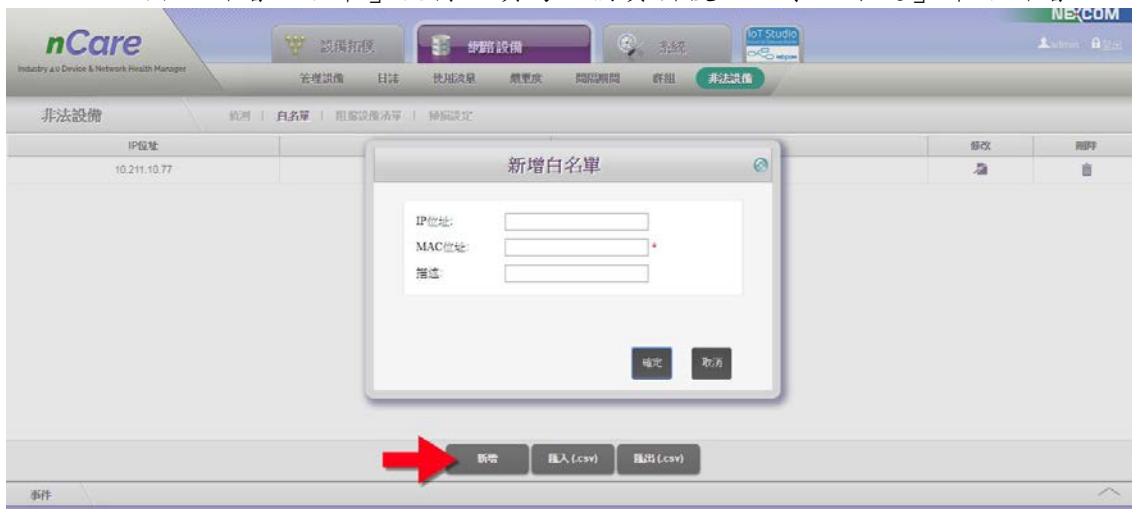 NEXCOM
nCare
Industry 4.0 Device & Network Health Manager
設備拓樸 網路設備 系統 IoT Studio
admin 登出
管理設備 日誌 使用流量 頻寬 間隔期間 群組 非法設備
非法設備 偵測 | 白名單 | 阻擋設備清單 | 掃描設定
IP位址 修改 刪除
10.211.10.77
新增白名單
IP位址:
MAC位址: *
描述:
確定 取消
新增 匯入(.csv) 匯出(.csv)
事件